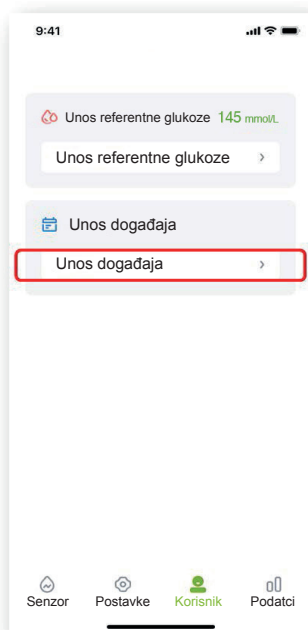 9:41
Unos referentne glukoze 145 mmol/L
Unos referentne glukoze
Unos događaja
Unos događaja
Senzor Postavke Korisnik Podatci